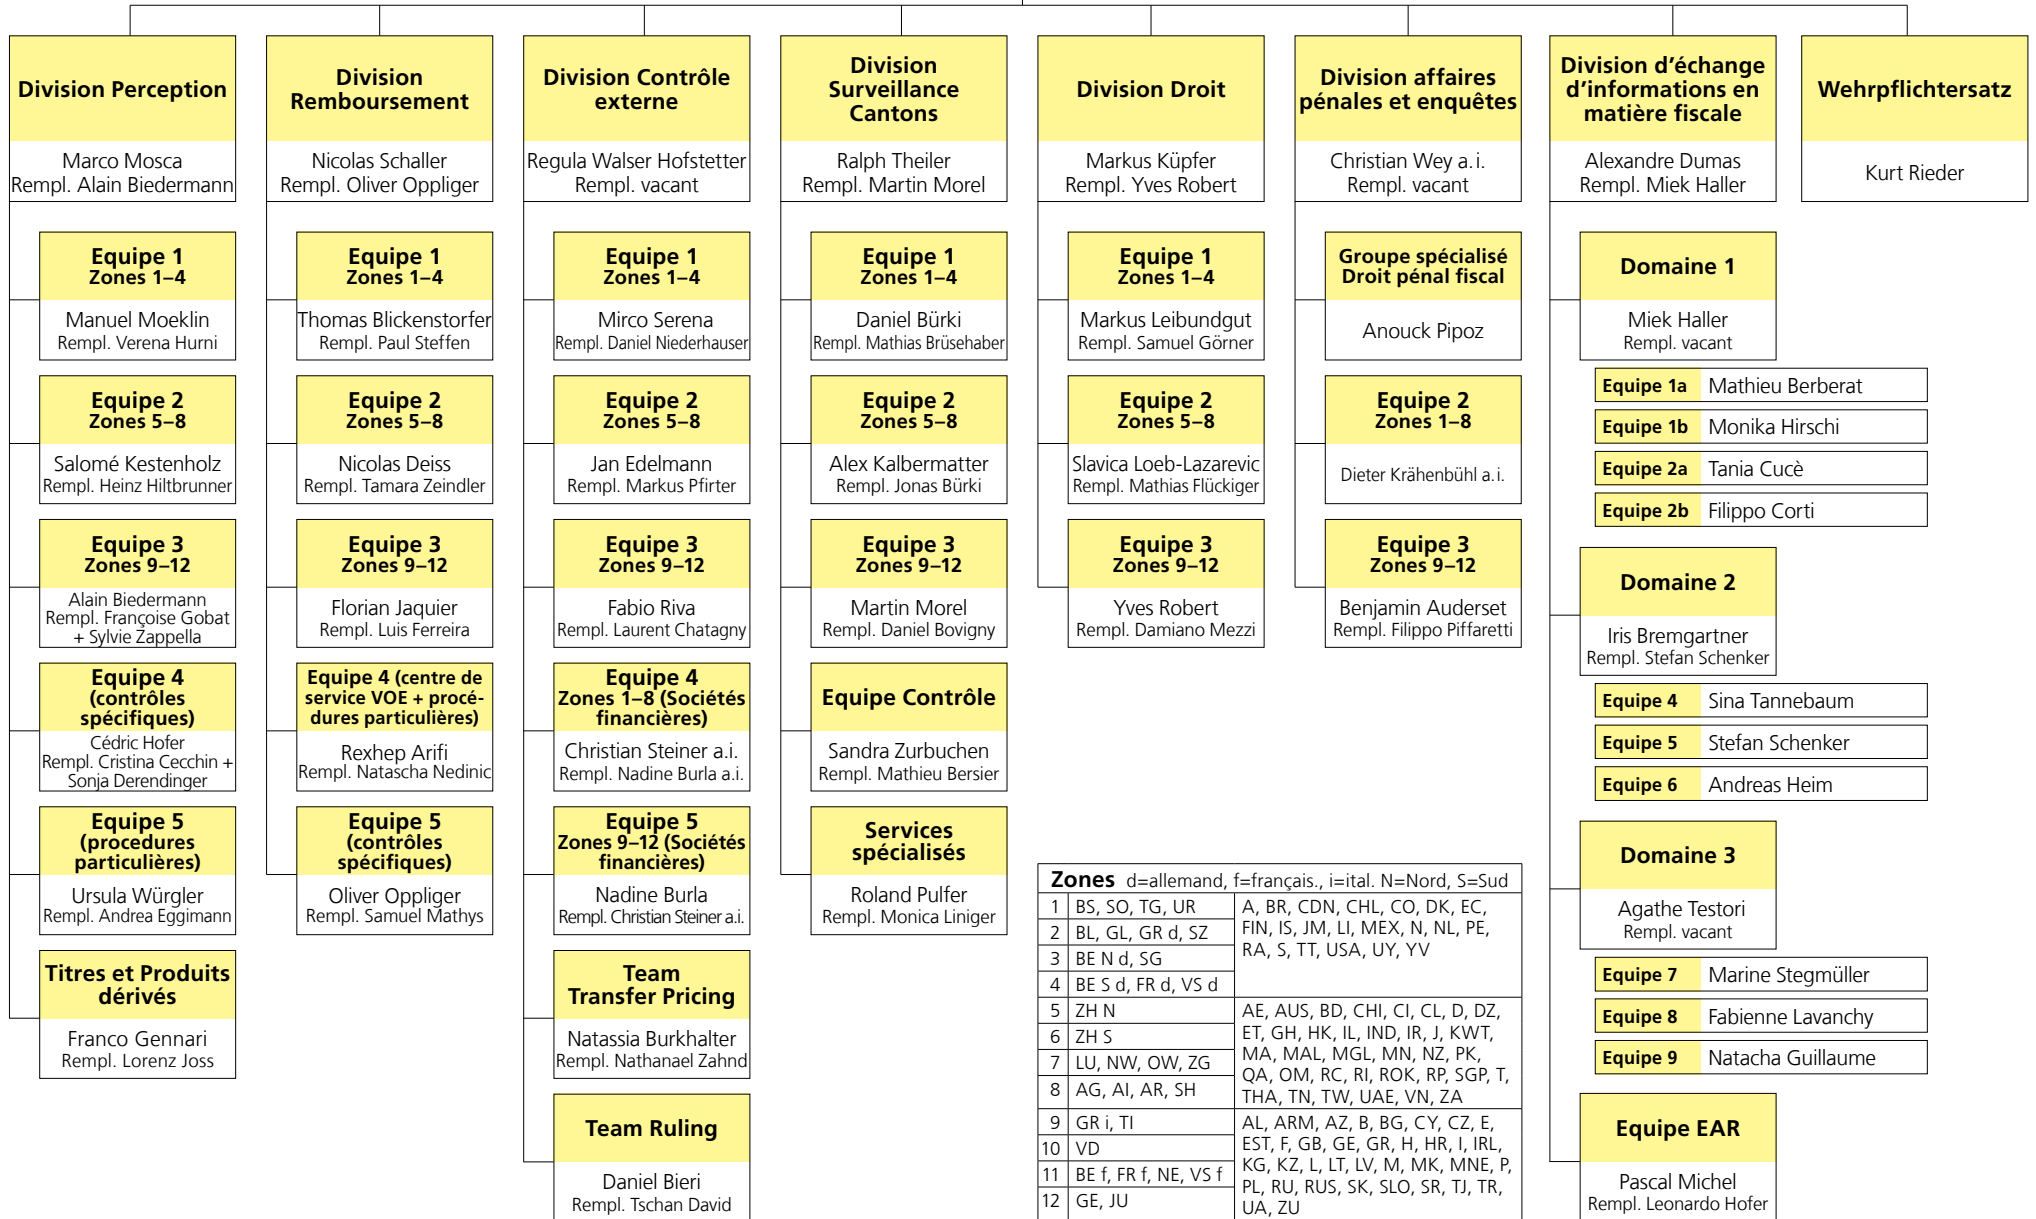 Division Perception
Marco Mosca
Rempl. Alain Biedermann
Equipe 1
Zones 1–4
Manuel Moeklin
Rempl. Verena Hurni
Equipe 2
Zones 5–8
Salomé Kestenholz
Rempl. Heinz Hiltbrunner
Equipe 3
Zones 9–12
Alain Biedermann
Rempl. Françoise Gobat
+ Sylvie Zappella
Equipe 4
(contrôles
spécifiques)
Cédric Hofer
Rempl. Cristina Cecchin +
Sonja Derendinger
Equipe 5
(procedures
particulières)
Ursula Würgler
Rempl. Andrea Eggimann
Titres et Produits
dérivés
Franco Gennari
Rempl. Lorenz Joss
Division
Remboursement
Nicolas Schaller
Rempl. Oliver Oppliger
Equipe 1
Zones 1–4
Thomas Blickenstorfer
Rempl. Paul Steffen
Equipe 2
Zones 5–8
Nicolas Deiss
Rempl. Tamara Zeindler
Equipe 3
Zones 9–12
Florian Jaquier
Rempl. Luis Ferreira
Equipe 4 (centre de
service VOE + procé-
dures particulières)
Rexhep Arifi
Rempl. Natascha Nedinic
Equipe 5
(contrôles
spécifiques)
Oliver Oppliger
Rempl. Samuel Mathys
Division Contrôle
externe
Regula Walser Hofstetter
Rempl. vacant
Equipe 1
Zones 1–4
Mirco Serena
Rempl. Daniel Niederhauser
Equipe 2
Zones 5–8
Jan Edelmann
Rempl. Markus Pfirter
Equipe 3
Zones 9–12
Fabio Riva
Rempl. Laurent Chatagny
Equipe 4
Zones 1–8 (Sociétés
financières)
Christian Steiner a.i.
Rempl. Nadine Burla a.i.
Equipe 5
Zones 9–12 (Sociétés
financières)
Nadine Burla
Rempl. Christian Steiner a.i.
Team
Transfer Pricing
Natassia Burkhalter
Rempl. Nathanael Zahnd
Team Ruling
Daniel Bieri
Rempl. Tschan David
Division
Surveillance
Cantons
Ralph Theiler
Rempl. Martin Morel
Equipe 1
Zones 1–4
Daniel Bürki
Rempl. Mathias Brüsehaber
Equipe 2
Zones 5–8
Alex Kalbermatter
Rempl. Jonas Bürki
Equipe 3
Zones 9–12
Martin Morel
Rempl. Daniel Bovigny
Equipe Contrôle
Sandra Zurbuchen
Rempl. Mathieu Bersier
Services
spécialisés
Roland Pulfer
Rempl. Monica Liniger
Division Droit
Markus Küpfer
Rempl. Yves Robert
Equipe 1
Zones 1–4
Markus Leibundgut
Rempl. Samuel Görner
Equipe 2
Zones 5–8
Slavica Loeb-Lazarevic
Rempl. Mathias Flückiger
Equipe 3
Zones 9–12
Yves Robert
Rempl. Damiano Mezzi
Division affaires
pénales et enquêtes
Christian Wey a.i.
Rempl. vacant
Groupe spécialisé
Droit pénal fiscal
Anouck Pipoz
Equipe 2
Zones 1–8
Dieter Krähenbühl a.i.
Equipe 3
Zones 9–12
Benjamin Auderset
Rempl. Filippo Piffaretti
Division d'échange
d'informations en
matière fiscale
Alexandre Dumas
Rempl. Miek Haller
Domaine 1
Miek Haller
Rempl. vacant
Equipe 1a Mathieu Berberat
Equipe 1b Monika Hirschi
Equipe 2a Tania Cucè
Equipe 2b Filippo Corti
Domaine 2
Iris Bremgartner
Rempl. Stefan Schenker
Equipe 4 Sina Tannebaum
Equipe 5 Stefan Schenker
Equipe 6 Andreas Heim
Domaine 3
Agathe Testori
Rempl. vacant
Equipe 7 Marine Stegmüller
Equipe 8 Fabienne Lavanchy
Equipe 9 Natacha Guillaume
Equipe EAR
Pascal Michel
Rempl. Leonardo Hofer
Wehrpflichtersatz
Kurt Rieder
Zones d=allemand, f=français., i=ital. N=Nord, S=Sud
1 BS, SO, TG, UR
2 BL, GL, GR d, SZ
3 BE N d, SG
4 BE S d, FR d, VS d
A, BR, CDN, CHL, CO, DK, EC,
FIN, IS, JM, LI, MEX, N, NL, PE,
RA, S, TT, USA, UY, YV
5 ZH N
6 ZH S
7 LU, NW, OW, ZG
8 AG, AI, AR, SH
AE, AUS, BD, CHI, CI, CL, D, DZ,
ET, GH, HK, IL, IND, IR, J, KWT,
MA, MAL, MGL, MN, NZ, PK,
QA, OM, RC, RI, ROK, RP, SGP, T,
THA, TN, TW, UAE, VN, ZA
9 GR i, TI
10 VD
11 BE f, FR f, NE, VS f
12 GE, JU
AL, ARM, AZ, B, BG, CY, CZ, E,
EST, F, GB, GE, GR, H, HR, I, IRL,
KG, KZ, L, LT, LV, M, MK, MNE, P,
PL, RU, RUS, SK, SLO, SR, TJ, TR,
UA, ZU